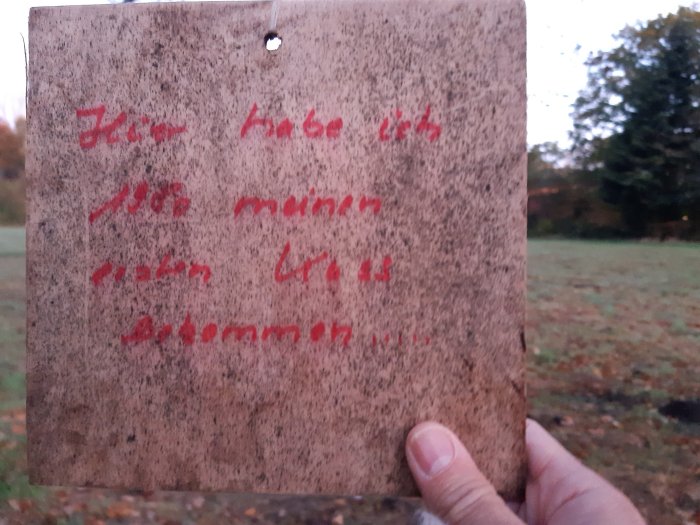 Hier habe ich
1980 meinen
ersten Kuss
bekommen.....